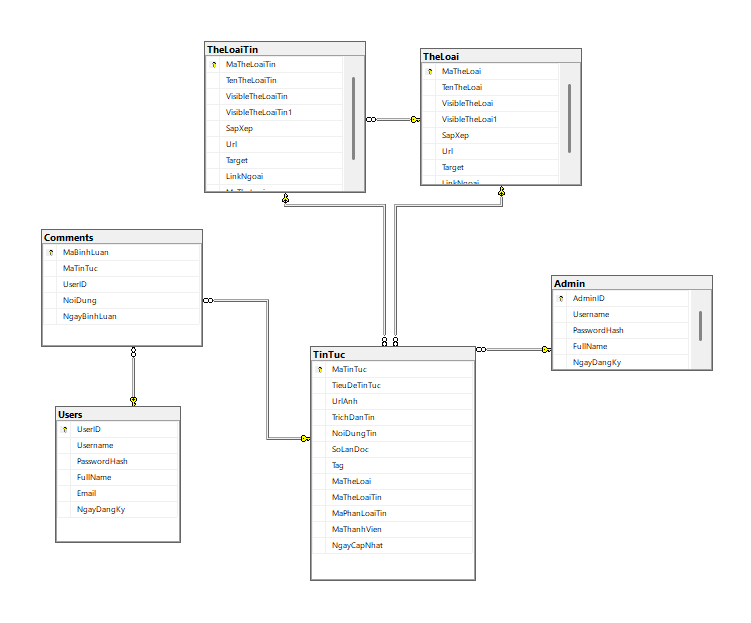 TheLoaiTin
MaTheLoaiTin
TenTheLoaiTin
VisibleTheLoaiTin
VisibleTheLoaiTin1
SapXep
Url
Target
LinkNgoai
TheLoai
MaTheLoai
TenTheLoai
VisibleTheLoai
VisibleTheLoai1
SapXep
Url
Target
LinkNgoai
Comments
MaBinhLuan
MaTinTuc
UserID
NoiDung
NgayBinhLuan
Admin
AdminID
Username
PasswordHash
FullName
NgayDangKy
TinTuc
MaTinTuc
TieuDeTinTuc
UrlAnh
TrichDanTin
NoiDungTin
SoLanDoc
Tag
MaTheLoai
MaTheLoaiTin
MaPhanLoaiTin
MaThanhVien
NgayCapNhat
Users
UserID
Username
PasswordHash
FullName
Email
NgayDangKy